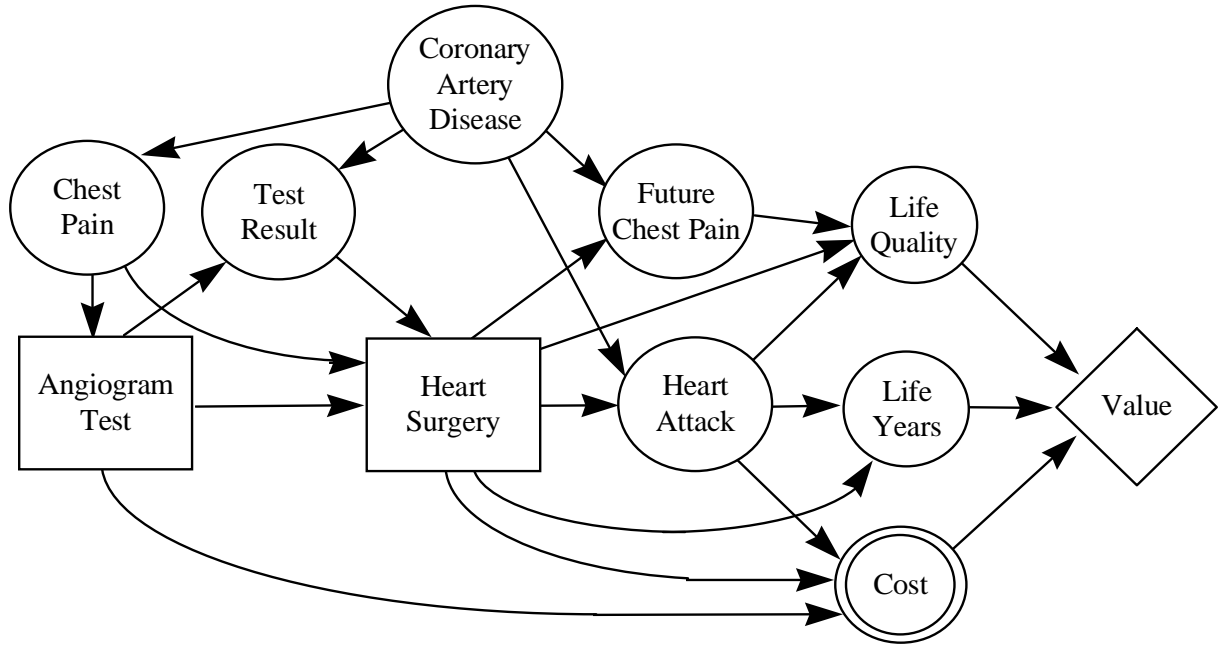 Coronary
Artery
Disease
Chest
Pain
Test
Result
Future
Chest Pain
Life
Quality
Angiogram
Test
Heart
Surgery
Heart
Attack
Life
Years
Value
Cost